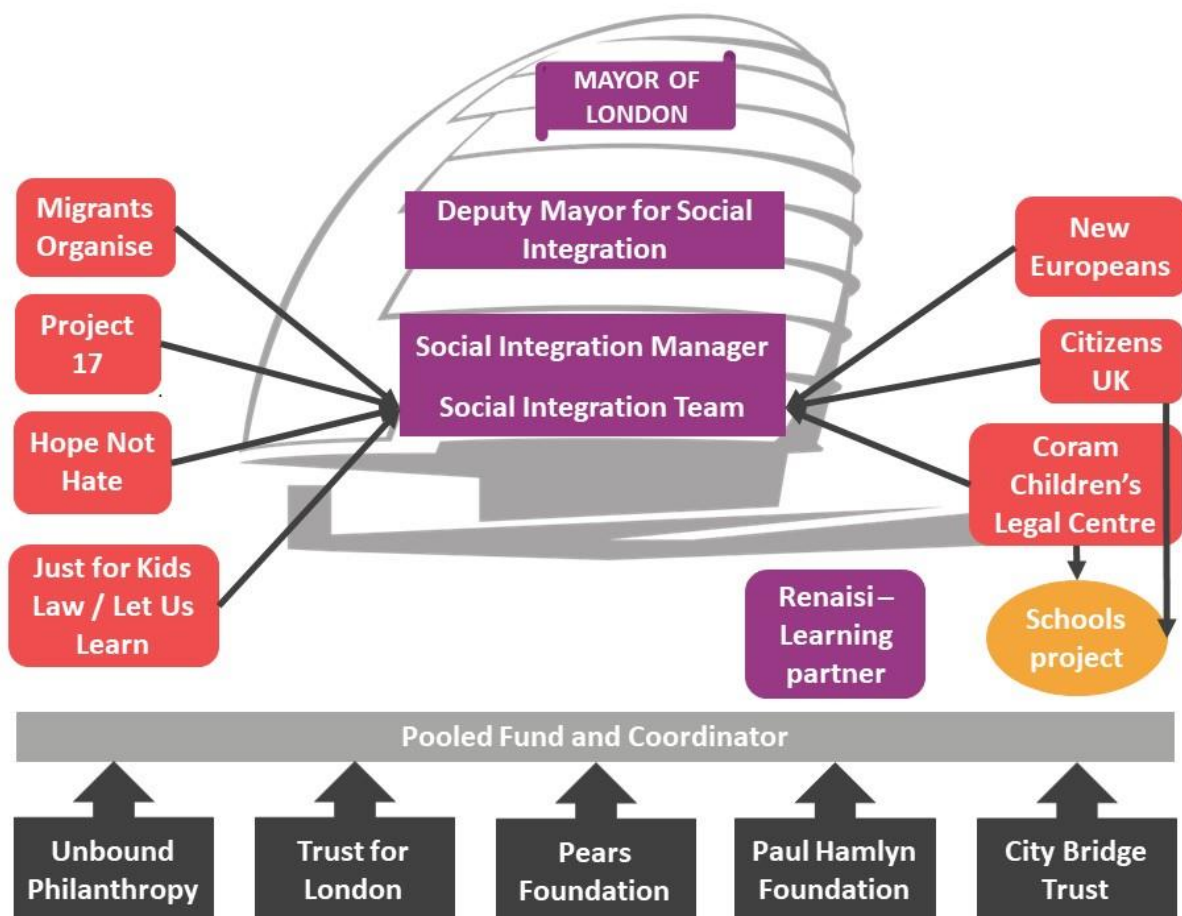 MAYOR OF
LONDON
Deputy Mayor for Social
Integration
Social Integration Manager
Social Integration Team
Migrants
Organise
Project
17
Hope Not
Hate
Just for Kids
Law / Let Us
Learn
New
Europeans
Citizens
UK
Coram
Children’s
Legal Centre
Renaisi –
Learning
partner
Schools
project
Pooled Fund and Coordinator
Unbound
Philanthropy
Trust for
London
Pears
Foundation
Paul Hamlyn
Foundation
City Bridge
Trust